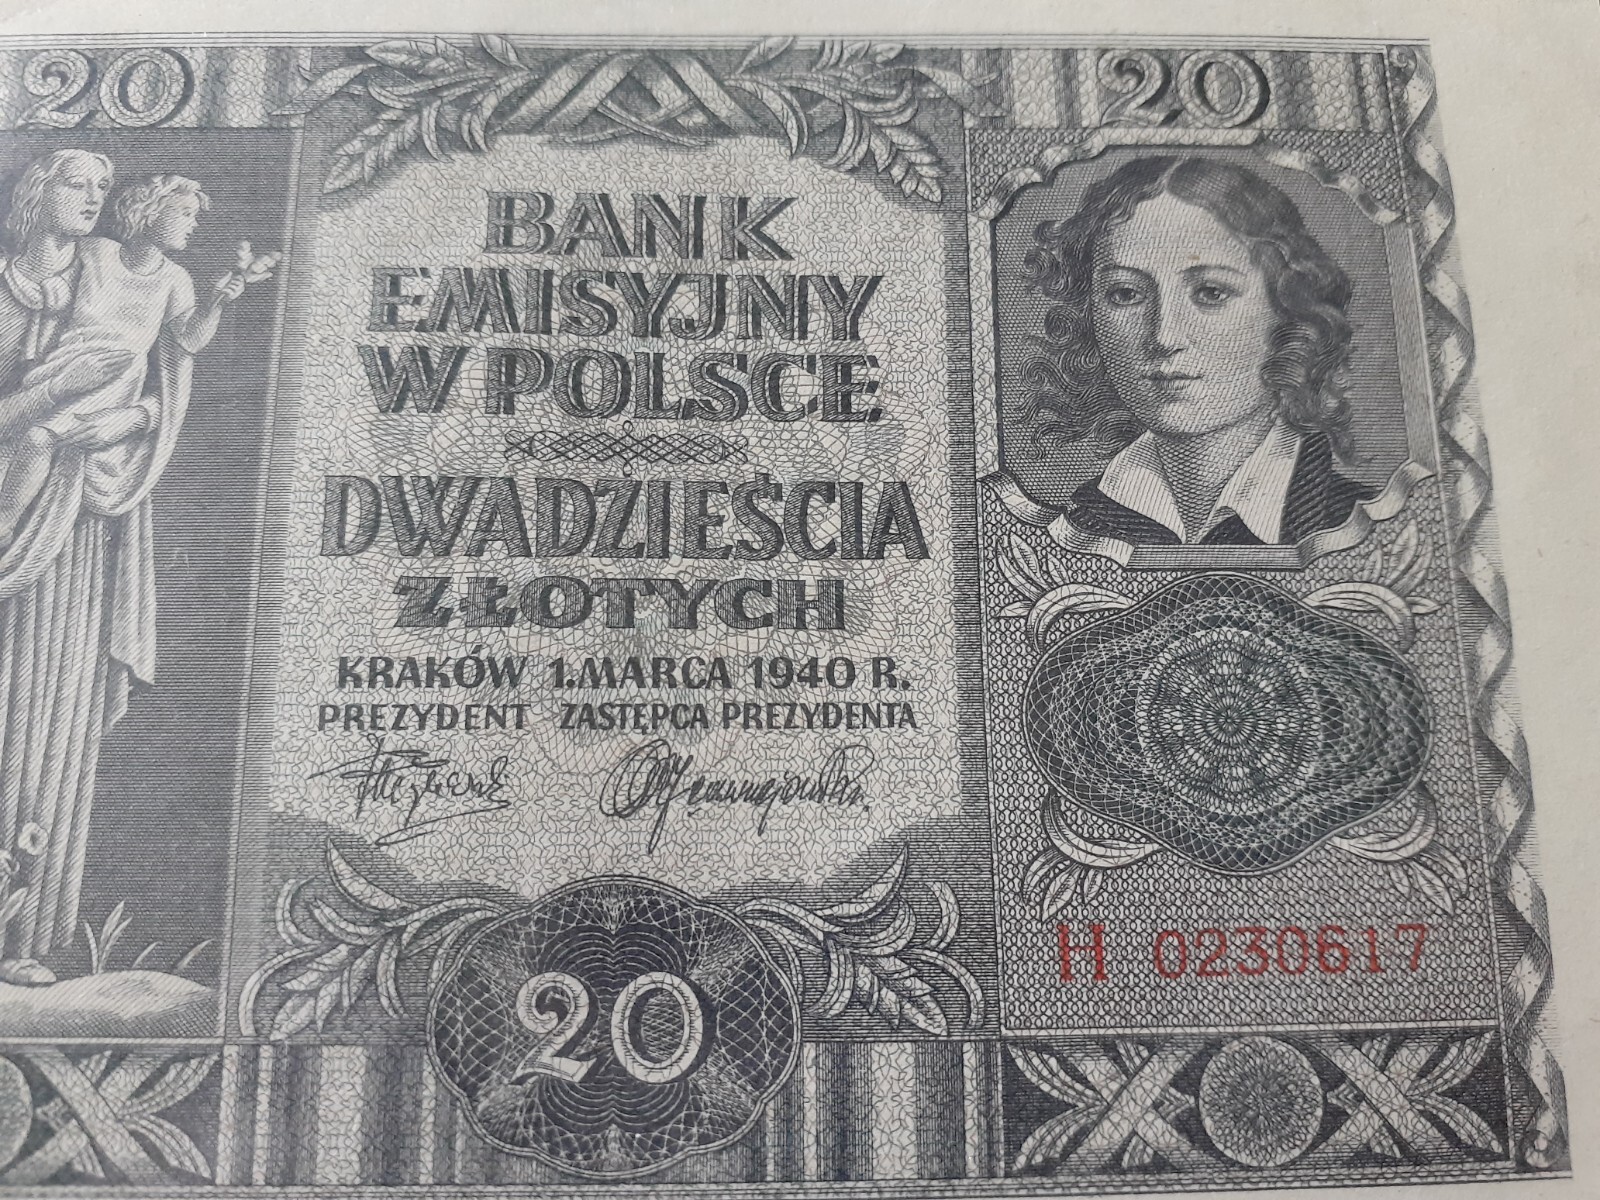 20 20
BANK
EMISYJNY
W POLSCE
DWADZIEŚCIA
ZŁOTYCH
KRAKÓW 1. MARCA 1940 R.
PREZYDENT ZASTĘPCA PREZYDENTA
H 0230617
20